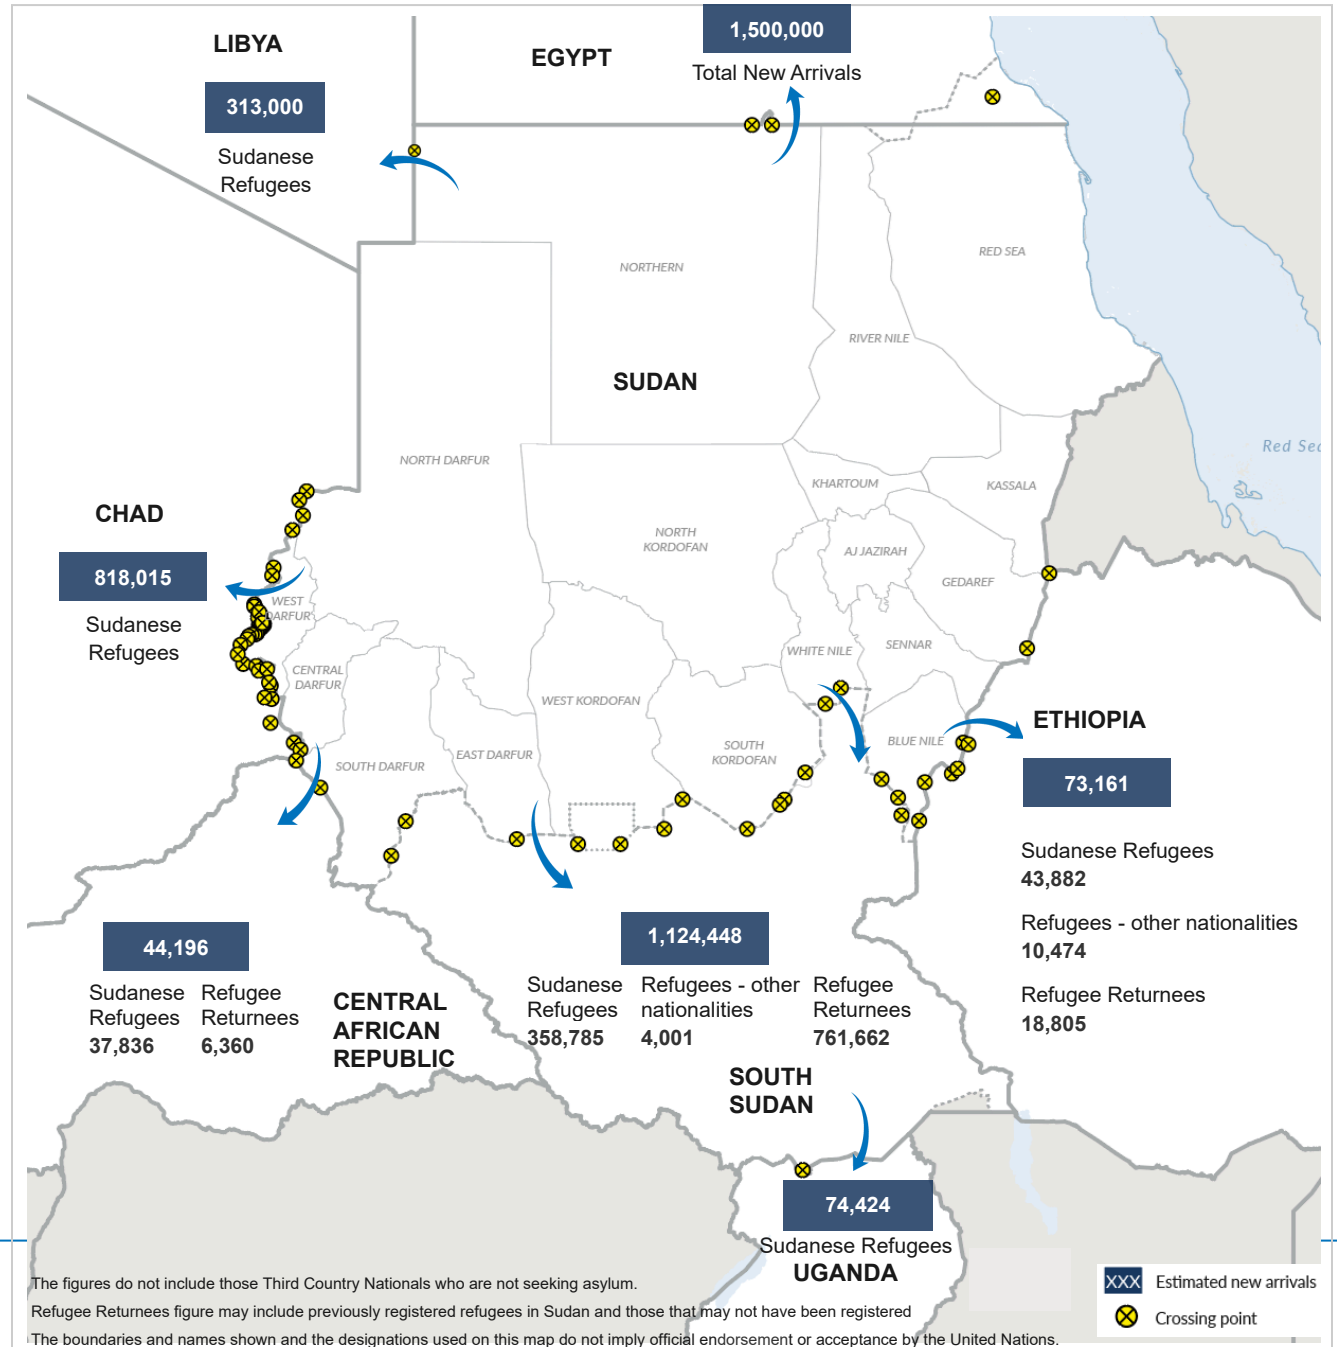 LIBYA
313,000
Sudanese
Refugees
EGYPT
1,500,000
Total New Arrivals
NORTHERN
RED SEA
RIVER NILE
SUDAN
Red Sea
NORTH DARFUR
KHARTOUM
KASSALA
CHAD
818,015
Sudanese
Refugees
NORTH
KORDOFAN
AJ JAZIRAH
GEDAREF
WEST
DARFUR
WHITE NILE
SENNAR
CENTRAL
DARFUR
WEST KORDOFAN
SOUTH DARFUR
EAST DARFUR
SOUTH
KORDOFAN
BLUE NILE
ETHIOPIA
73,161
Sudanese Refugees
43,882
Refugees - other nationalities
10,474
Refugee Returnees
18,805
44,196
Sudanese
Refugees
37,836
Refugee
Returnees
6,360
CENTRAL
AFRICAN
REPUBLIC
1,124,448
Sudanese
Refugees
358,785
Refugees - other
nationalities
4,001
Refugee
Returnees
761,662
SOUTH
SUDAN
74,424
Sudanese Refugees
UGANDA
The figures do not include those Third Country Nationals who are not seeking asylum.
Refugee Returnees figure may include previously registered refugees in Sudan and those that may not have been registered
The boundaries and names shown and the designations used on this map do not imply official endorsement or acceptance by the United Nations.
XXX Estimated new arrivals
Crossing point